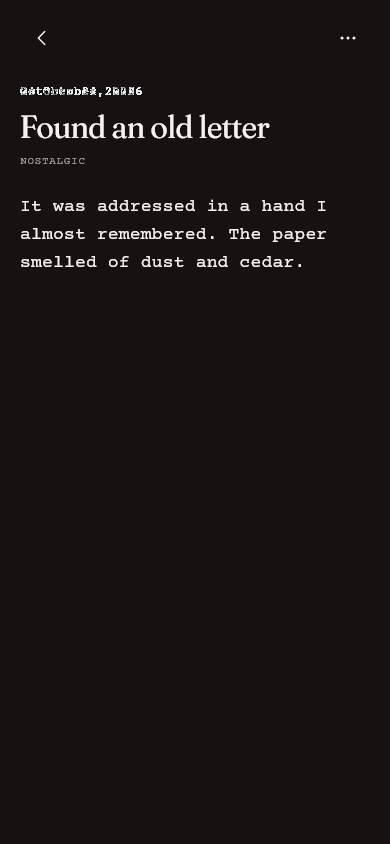 Found an old letter
NOSTALGIC
It was addressed in a hand I
almost remembered. The paper
smelled of dust and cedar.